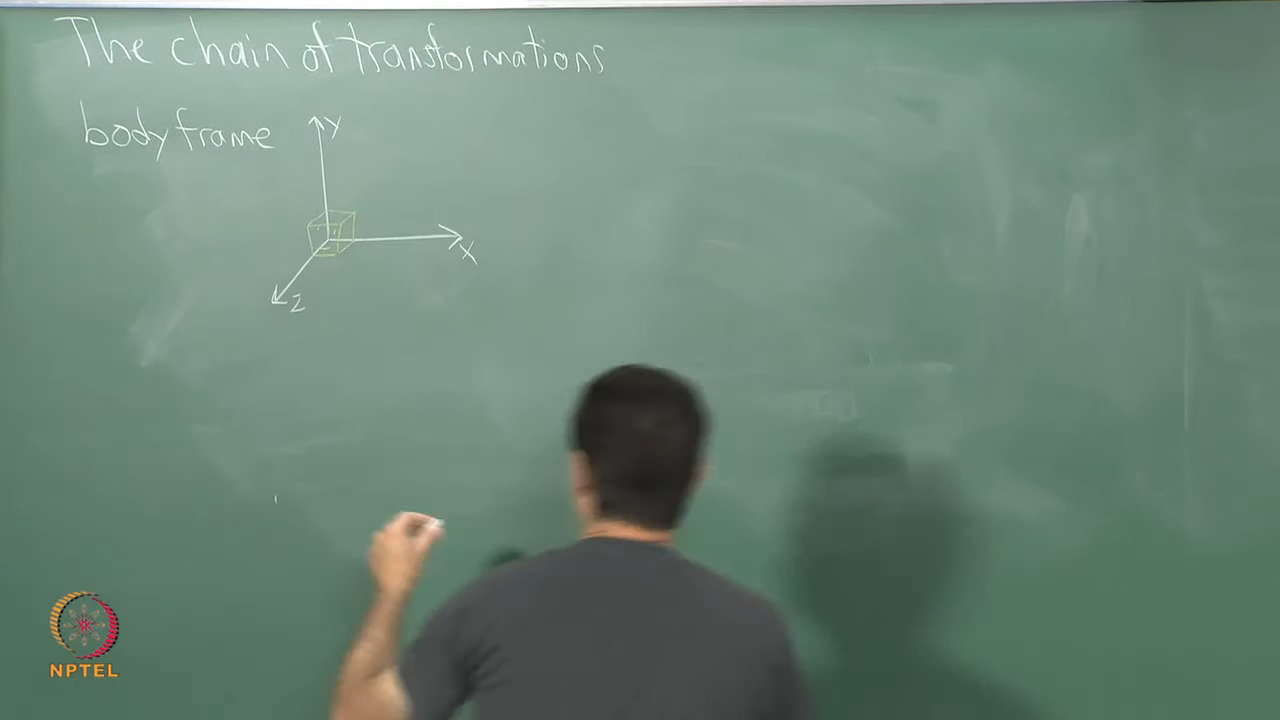 The chain of transformations
body frame
Y
X
Z
NPTEL